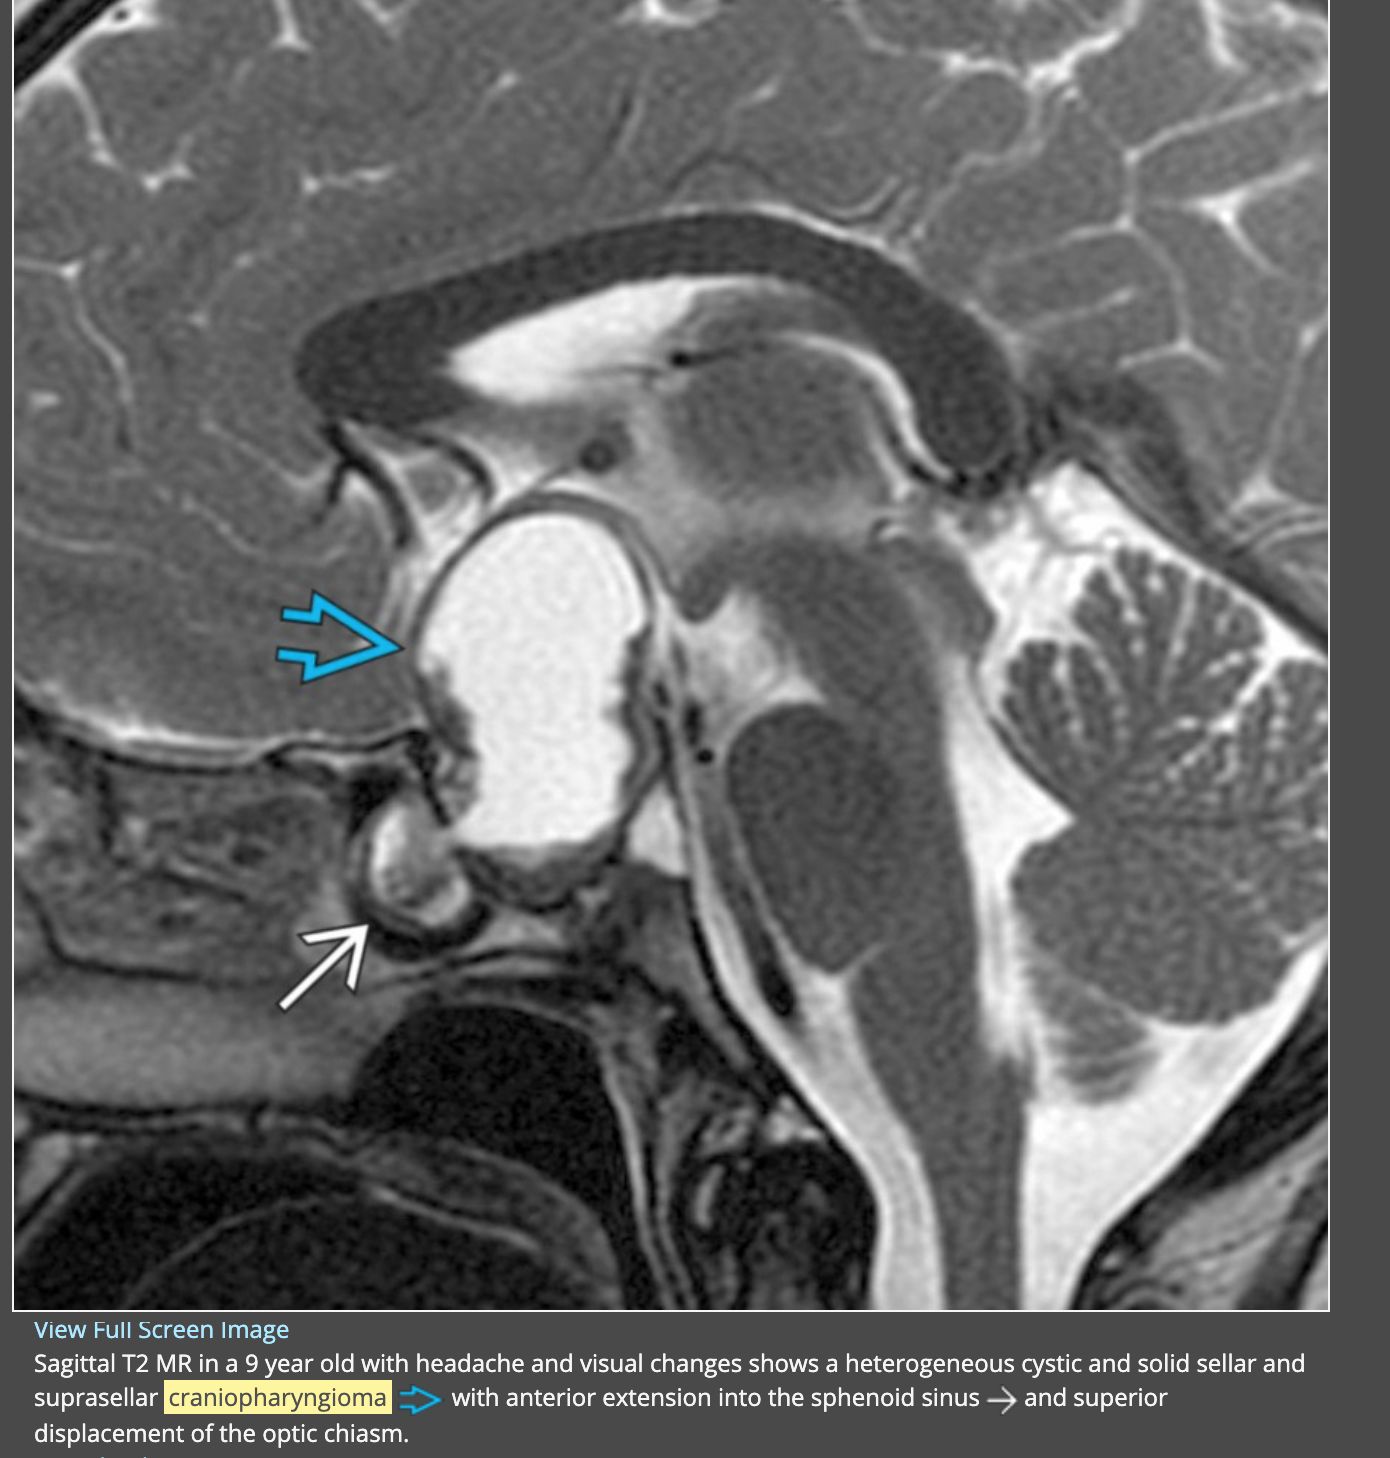 View Full Screen Image
Sagittal T2 MR in a 9 year old with headache and visual changes shows a heterogeneous cystic and solid sellar and
suprasellar craniopharyngioma with anterior extension into the sphenoid sinus and superior
displacement of the optic chiasm.